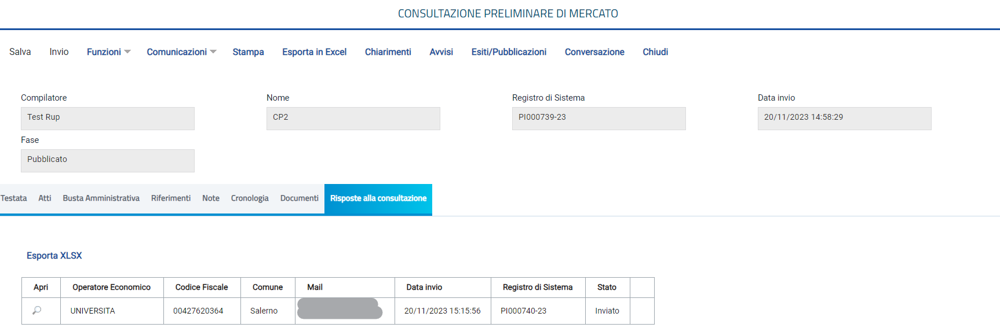 CONSULTAZIONE PRELIMINARE DI MERCATO
Salva Invio Funzioni Comunicazioni Stampa Esporta in Excel Chiarimenti Avvisi Esiti/Pubblicazioni Conversazione Chiudi
Compilatore Nome Registro di Sistema Data invio
Test Rup CP2 PI000739-23 20/11/2023 14:58:29
Fase
Pubblicato
Testata Atti Busta Amministrativa Riferimenti Note Cronologia Documenti Risposte alla consultazione
Esporta XLSX
Apri Operatore Economico Codice Fiscale Comune Mail Data invio Registro di Sistema Stato
UNIVERSITA 00427620364 Salerno 20/11/2023 15:15:56 PI000740-23 Inviato